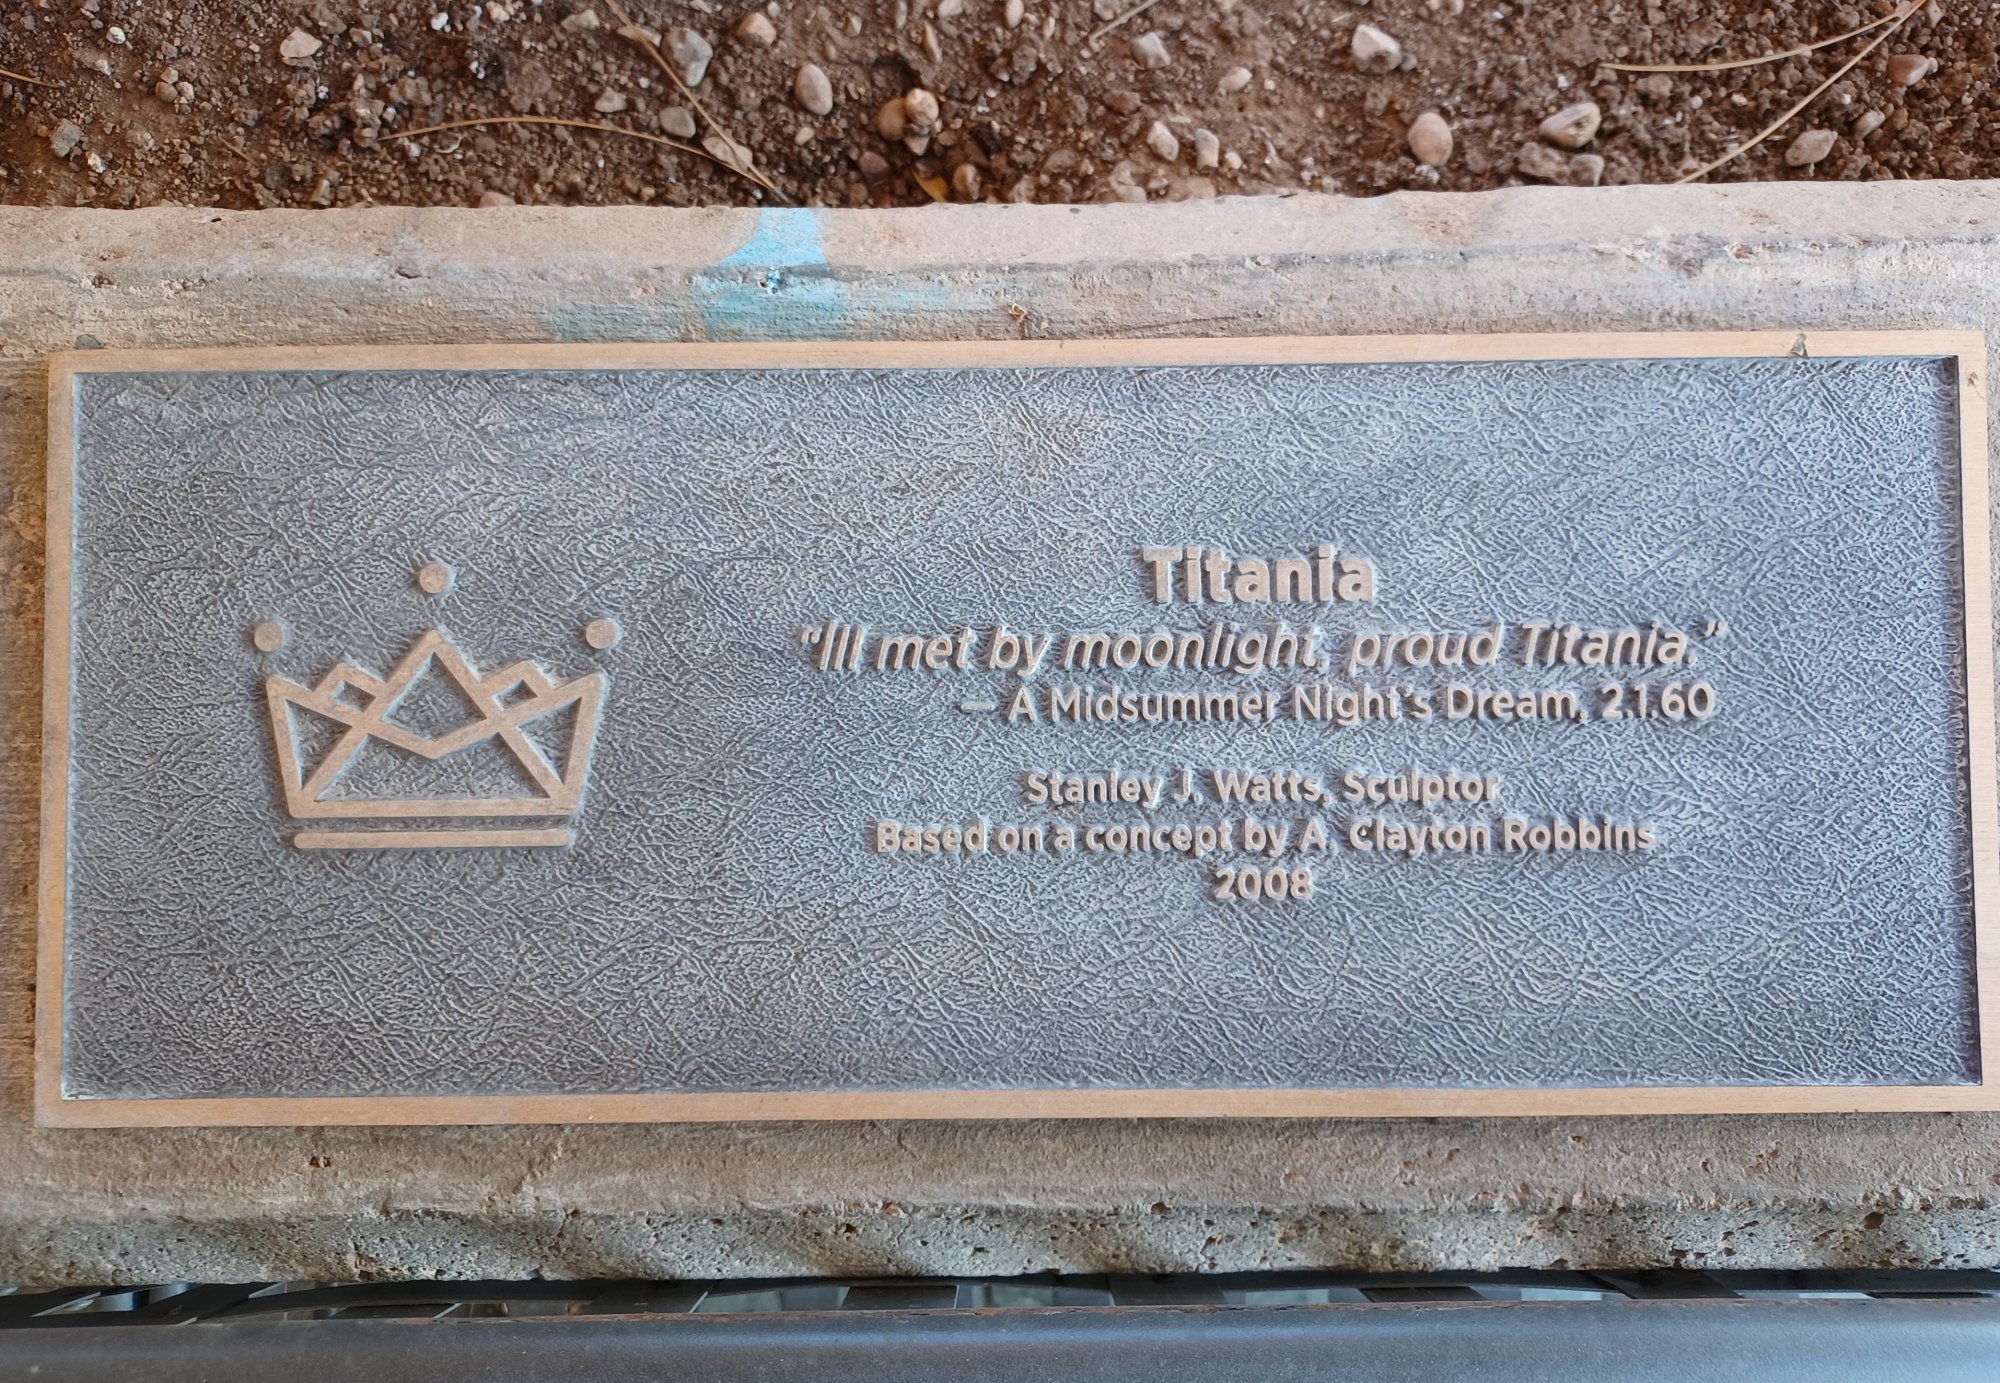 Titania
“Ill met by moonlight, proud Titania.”
— A Midsummer Night’s Dream, 2.1.60
Stanley J. Watts, Sculptor
Based on a concept by A. Clayton Robbins
2008